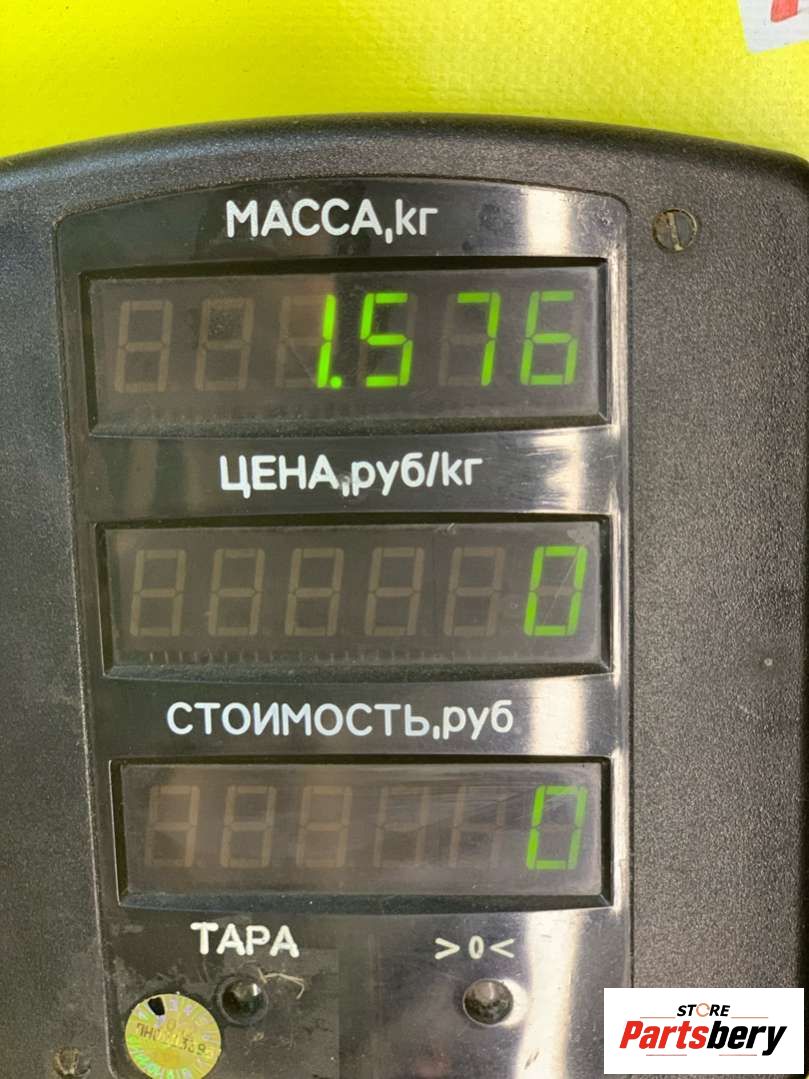 МАССА,кг
1.576
ЦЕНА,руб/кг
0
СТОИМОСТЬ,руб
0
ТАРА >0<
STORE
Partsbery